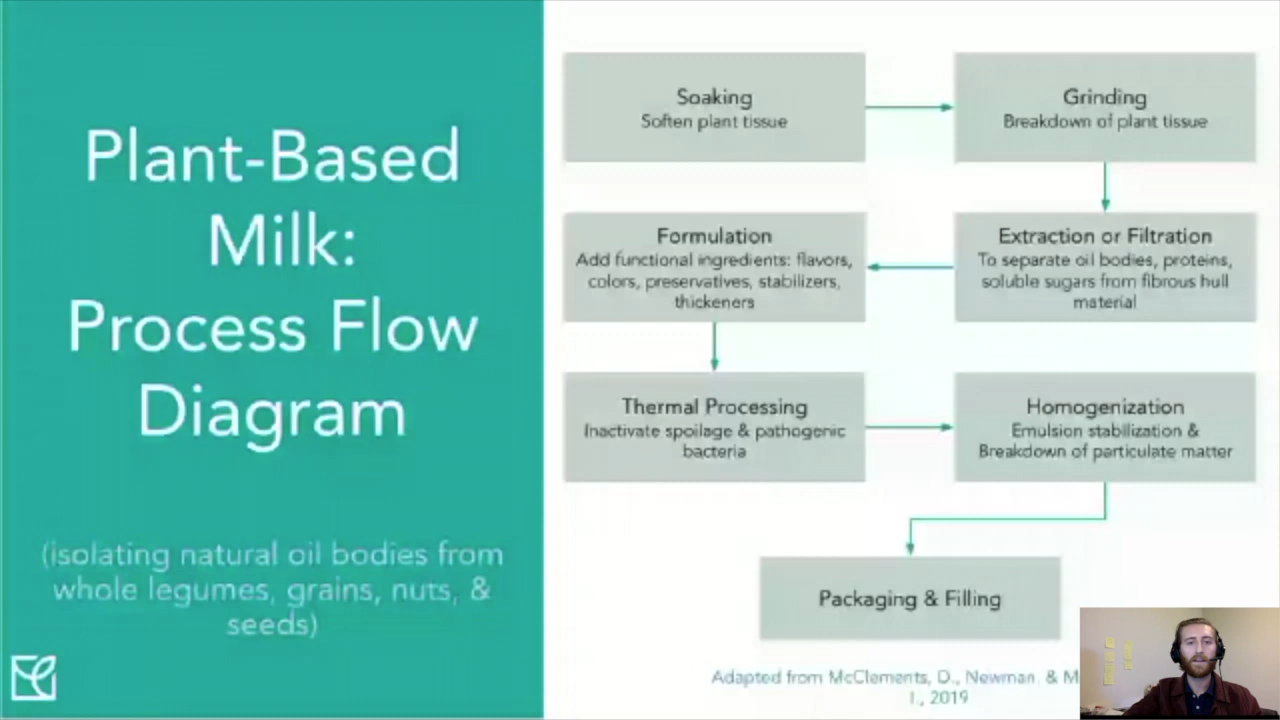 Plant-Based
Milk:
Process Flow
Diagram
(isolating natural oil bodies from
whole legumes, grains, nuts, &
seeds)
Soaking
Soften plant tissue
Grinding
Breakdown of plant tissue
Extraction or Filtration
To separate oil bodies, proteins,
soluble sugars from fibrous hull
material
Formulation
Add functional ingredients: flavors,
colors, preservatives, stabilizers,
thickeners
Thermal Processing
Inactivate spoilage & pathogenic
bacteria
Homogenization
Emulsion stabilization &
Breakdown of particulate matter
Packaging & Filling
Adapted from McClements, D., Newman, & M
I., 2019